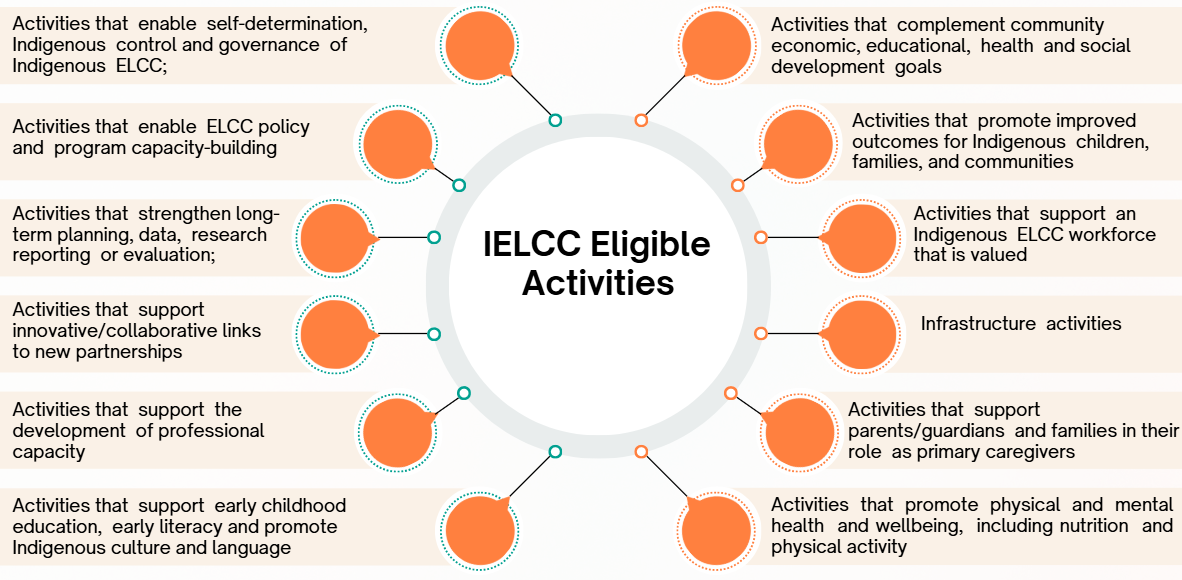 Activities that enable self-determination,
Indigenous control and governance of
Indigenous ELCC;
Activities that enable ELCC policy
and program capacity-building
Activities that strengthen long-
term planning, data, research
reporting or evaluation;
Activities that support
innovative/collaborative links
to new partnerships
Activities that support the
development of professional
capacity
Activities that support early childhood
education, early literacy and promote
Indigenous culture and language
IELCC Eligible
Activities
Activities that complement community
economic, educational, health and social
development goals
Activities that promote improved
outcomes for Indigenous children,
families, and communities
Activities that support an
Indigenous ELCC workforce
that is valued
Infrastructure activities
Activities that support
parents/guardians and families in their
role as primary caregivers
Activities that promote physical and mental
health and wellbeing, including nutrition and
physical activity